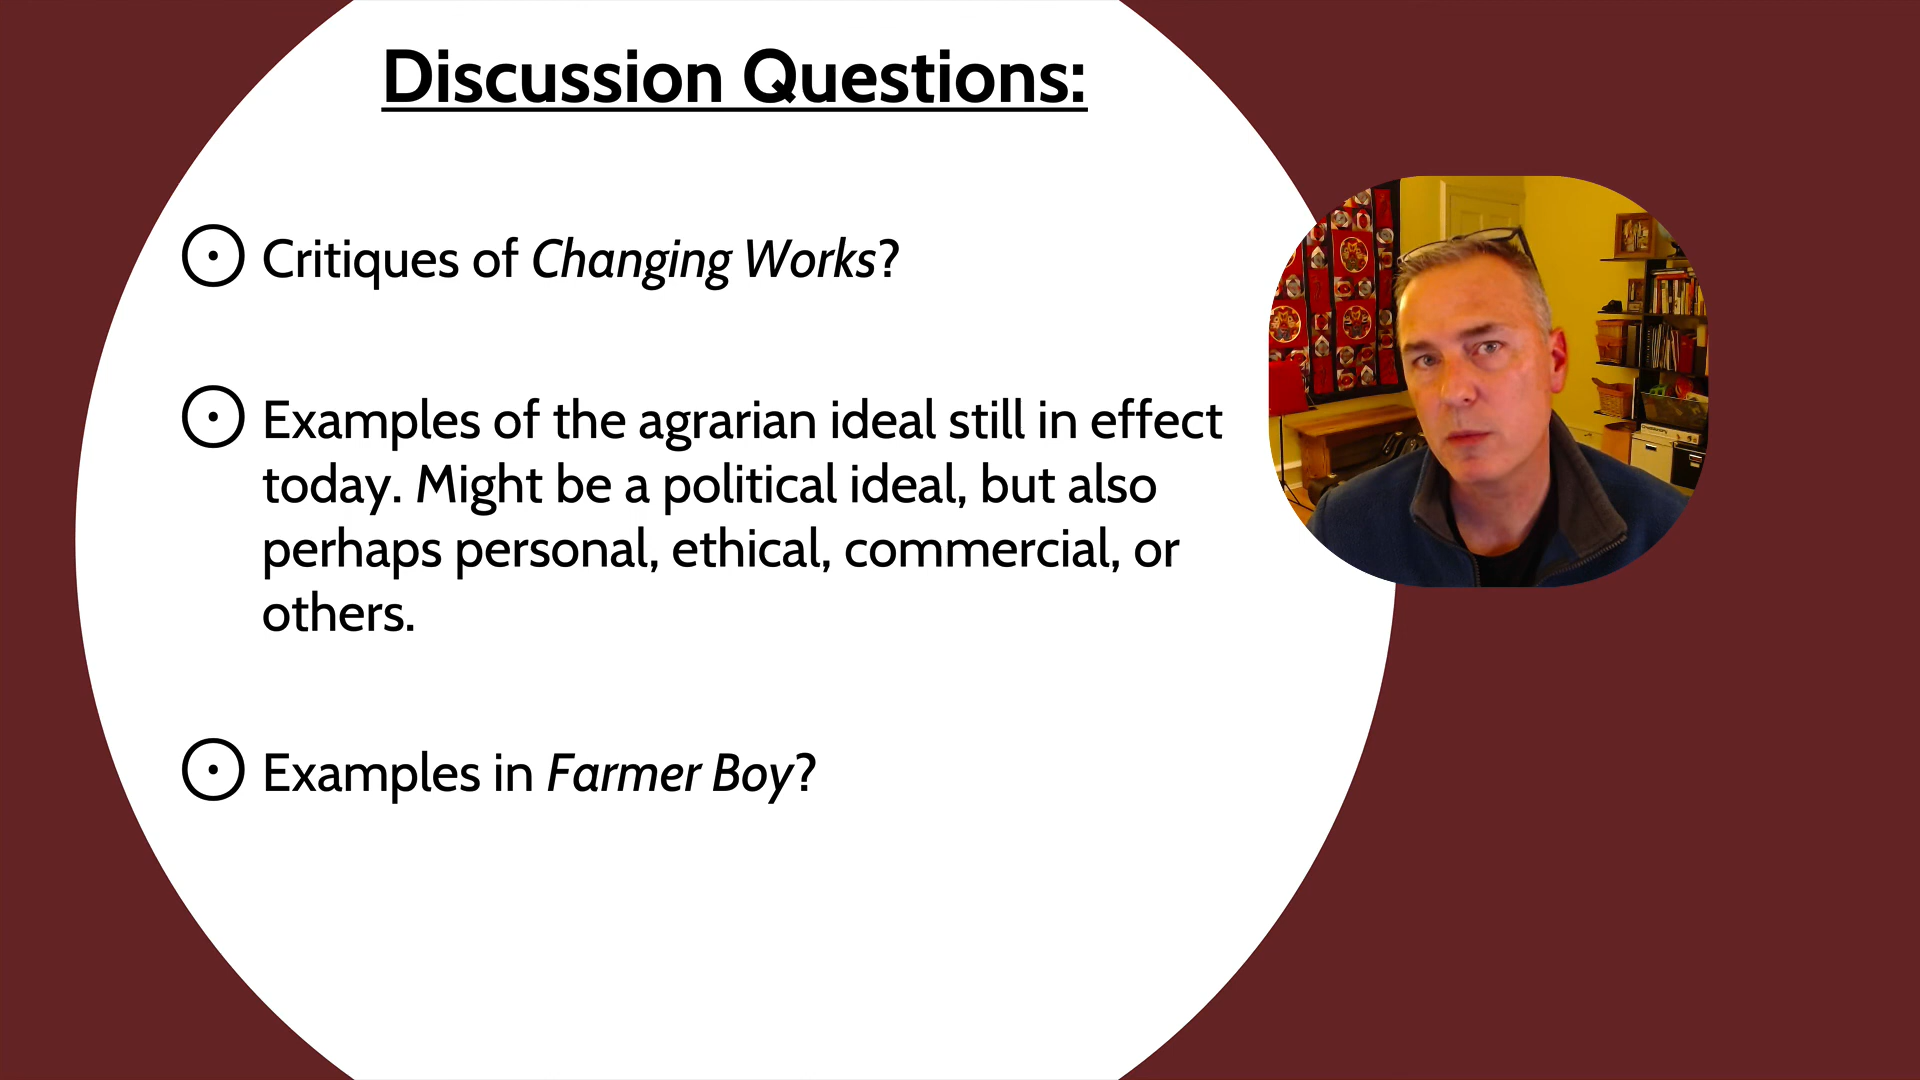 Discussion Questions:
Critiques of Changing Works?
Examples of the agrarian ideal still in effect
today. Might be a political ideal, but also
perhaps personal, ethical, commercial, or
others.
Examples in Farmer Boy?